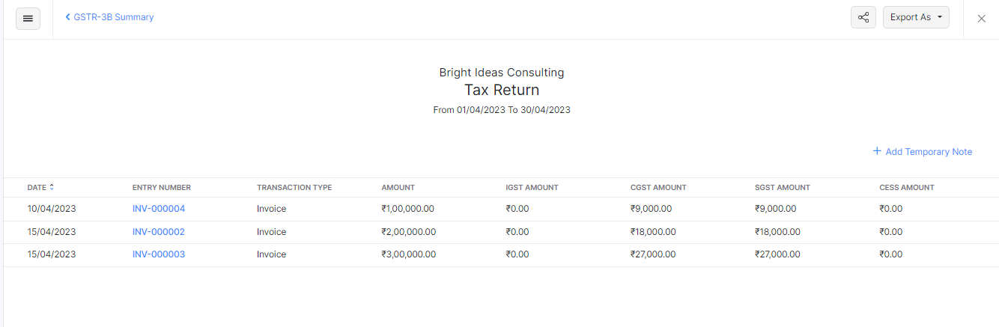 GSTR-3B Summary
Export As
Bright Ideas Consulting
Tax Return
From 01/04/2023 To 30/04/2023
Add Temporary Note
DATE ENTRY NUMBER TRANSACTION TYPE AMOUNT IGST AMOUNT CGST AMOUNT SGST AMOUNT CESS AMOUNT
10/04/2023 INV-000004 Invoice ₹1,00,000.00 ₹0.00 ₹9,000.00 ₹9,000.00 ₹0.00
15/04/2023 INV-000002 Invoice ₹2,00,000.00 ₹0.00 ₹18,000.00 ₹18,000.00 ₹0.00
15/04/2023 INV-000003 Invoice ₹3,00,000.00 ₹0.00 ₹27,000.00 ₹27,000.00 ₹0.00